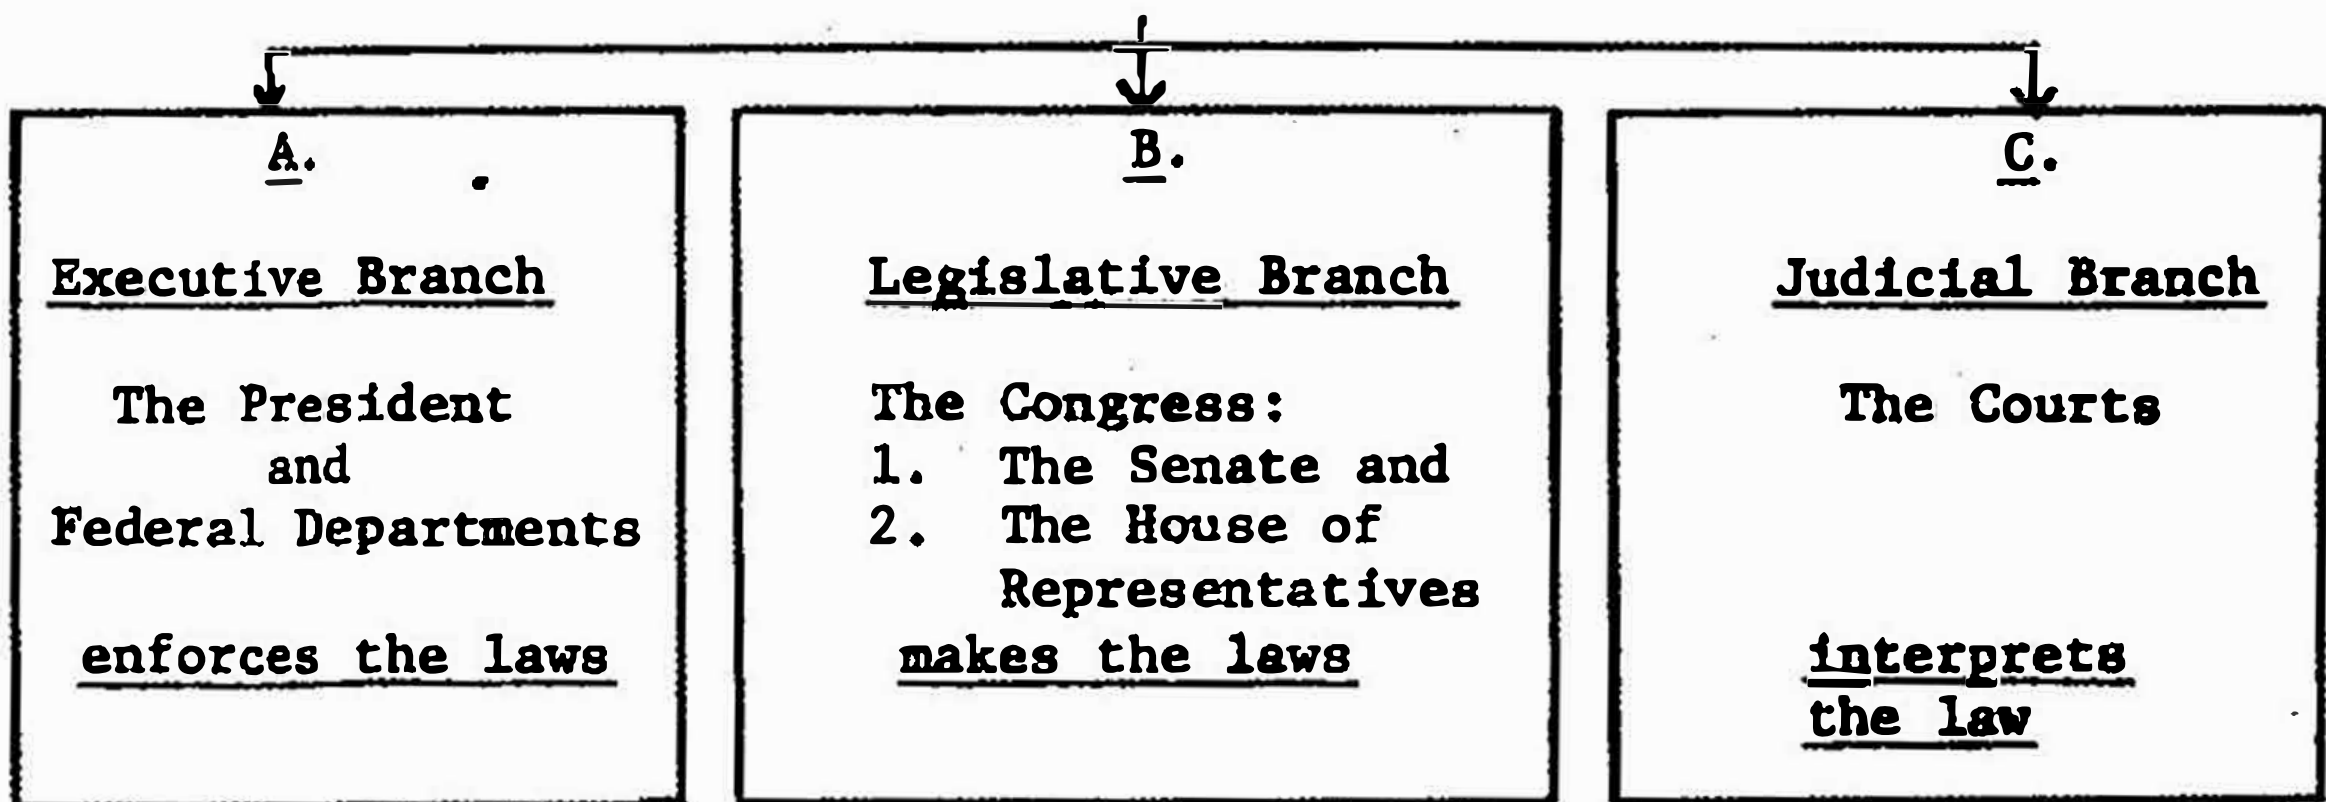 A.
Executive Branch
The President
and
Federal Departments
enforces the laws
B.
Legislative Branch
The Congress:
1. The Senate and
2. The House of
Representatives
makes the laws
C.
Judicial Branch
The Courts
interprets
the law